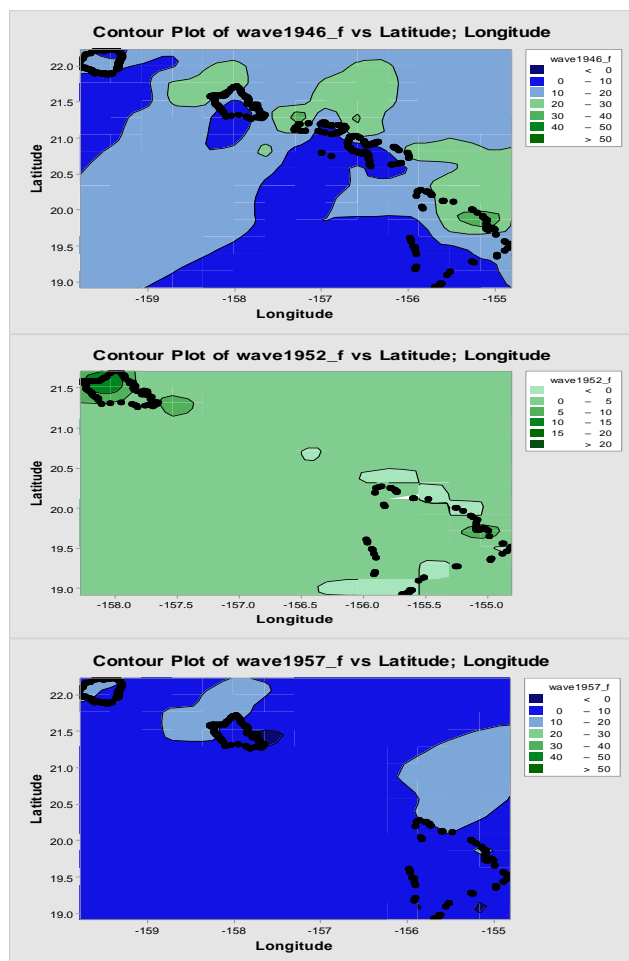 Contour Plot of wave1946_f vs Latitude; Longitude
wave1946_f
< 0
0 – 10
10 – 20
20 – 30
30 – 40
40 – 50
> 50
22.0
21.5
21.0
20.5
20.0
19.5
19.0
Latitude
-159 -158 -157 -156 -155
Longitude
Contour Plot of wave1952_f vs Latitude; Longitude
wave1952_f
< 0
0 – 5
5 – 10
10 – 15
15 – 20
> 20
21.5
21.0
20.5
20.0
19.5
19.0
Latitude
-158.0 -157.5 -157.0 -156.5 -156.0 -155.5 -155.0
Longitude
Contour Plot of wave1957_f vs Latitude; Longitude
wave1957_f
< 0
0 – 10
10 – 20
20 – 30
30 – 40
40 – 50
> 50
22.0
21.5
21.0
20.5
20.0
19.5
19.0
Latitude
-159 -158 -157 -156 -155
Longitude